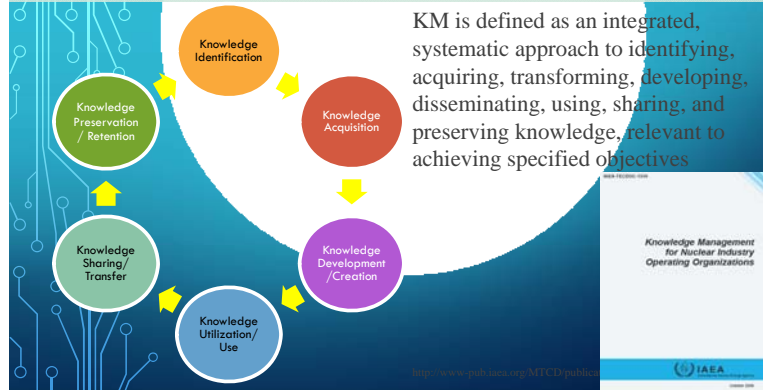 Knowledge
Identification
KM is defined as an integrated,
systematic approach to identifying,
acquiring, transforming, developing,
disseminating, using, sharing, and
preserving knowledge, relevant to
achieving specified objectives
Knowledge
Acquisition
Knowledge
Development
/Creation
Knowledge
Utilization/
Use
Knowledge
Sharing/
Transfer
Knowledge
Preservation
/ Retention
Knowledge Management
for Nuclear Industry
Operating Organizations
IAEA
http://www-pub.iaea.org/MTCD/publica